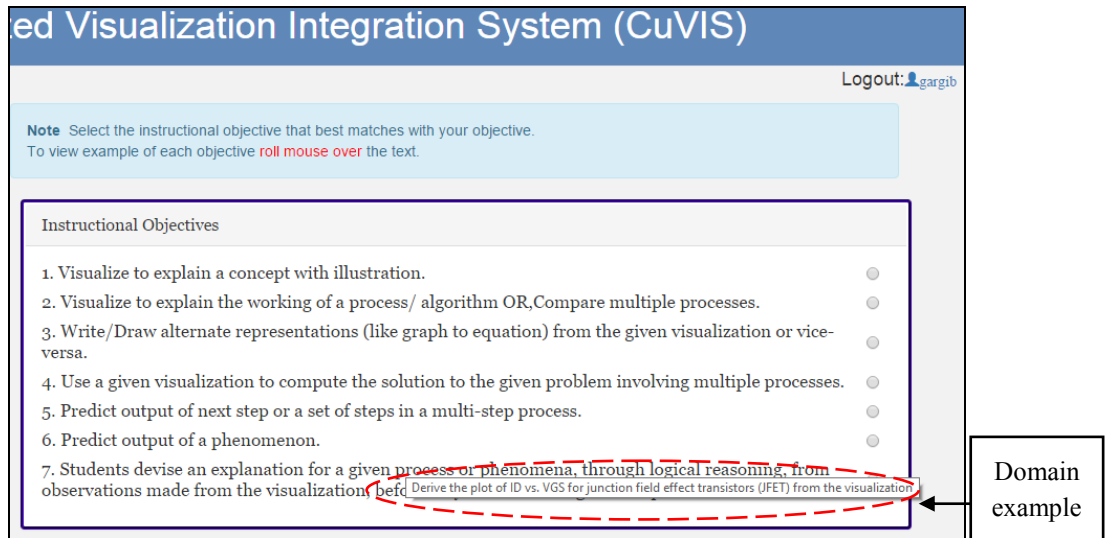 ted Visualization Integration System (CuVIS)
Logout: gargib
Note Select the instructional objective that best matches with your objective.
To view example of each objective roll mouse over the text.
Instructional Objectives
1. Visualize to explain a concept with illustration.
2. Visualize to explain the working of a process/ algorithm OR,Compare multiple processes.
3. Write/Draw alternate representations (like graph to equation) from the given visualization or vice-
versa.
4. Use a given visualization to compute the solution to the given problem involving multiple processes.
5. Predict output of next step or a set of steps in a multi-step process.
6. Predict output of a phenomenon.
7. Students devise an explanation for a given process or phenomena, through logical reasoning, from
observations made from the visualization,
Derive the plot of ID vs. VGS for junction field effect transistors (JFET) from the visualization
Domain
example